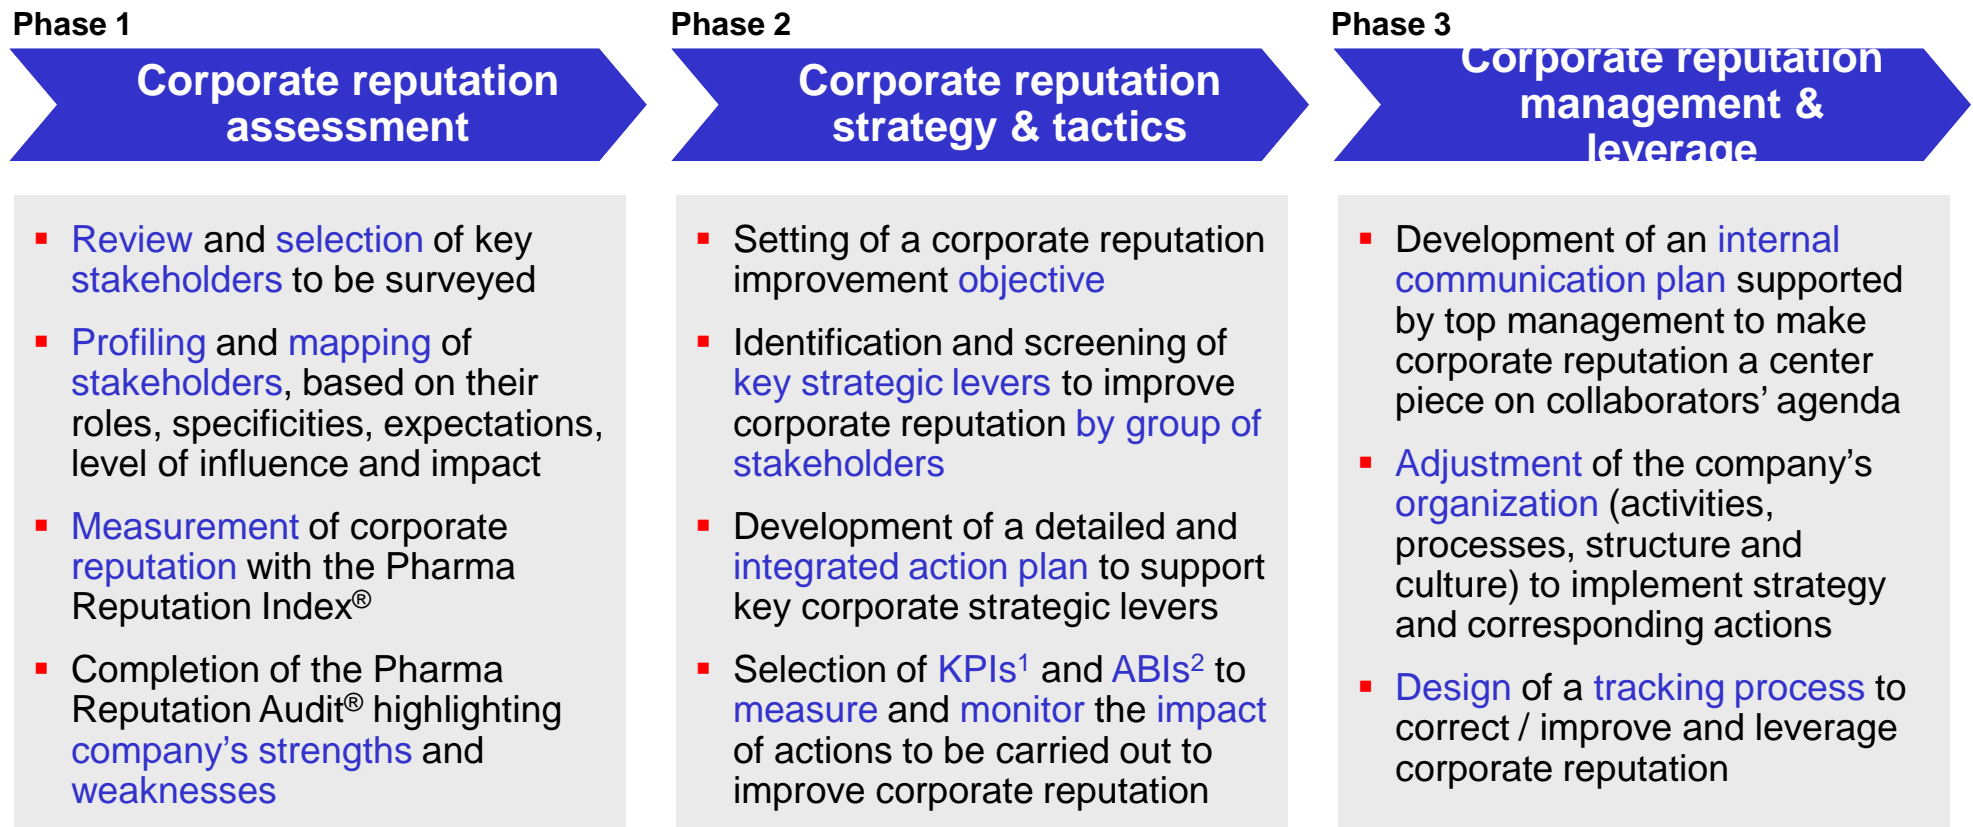 Phase 1
Corporate reputation
assessment
Review and selection of key
stakeholders to be surveyed
Profiling and mapping of
stakeholders, based on their
roles, specificities, expectations,
level of influence and impact
Measurement of corporate
reputation with the Pharma
Reputation Index®
Completion of the Pharma
Reputation Audit® highlighting
company’s strengths and
weaknesses
Phase 2
Corporate reputation
strategy & tactics
Setting of a corporate reputation
improvement objective
Identification and screening of
key strategic levers to improve
corporate reputation by group of
stakeholders
Development of a detailed and
integrated action plan to support
key corporate strategic levers
Selection of KPIs¹ and ABIs² to
measure and monitor the impact
of actions to be carried out to
improve corporate reputation
Phase 3
Corporate reputation
management &
leverage
Development of an internal
communication plan supported
by top management to make
corporate reputation a center
piece on collaborators’ agenda
Adjustment of the company’s
organization (activities,
processes, structure and
culture) to implement strategy
and corresponding actions
Design of a tracking process to
correct / improve and leverage
corporate reputation